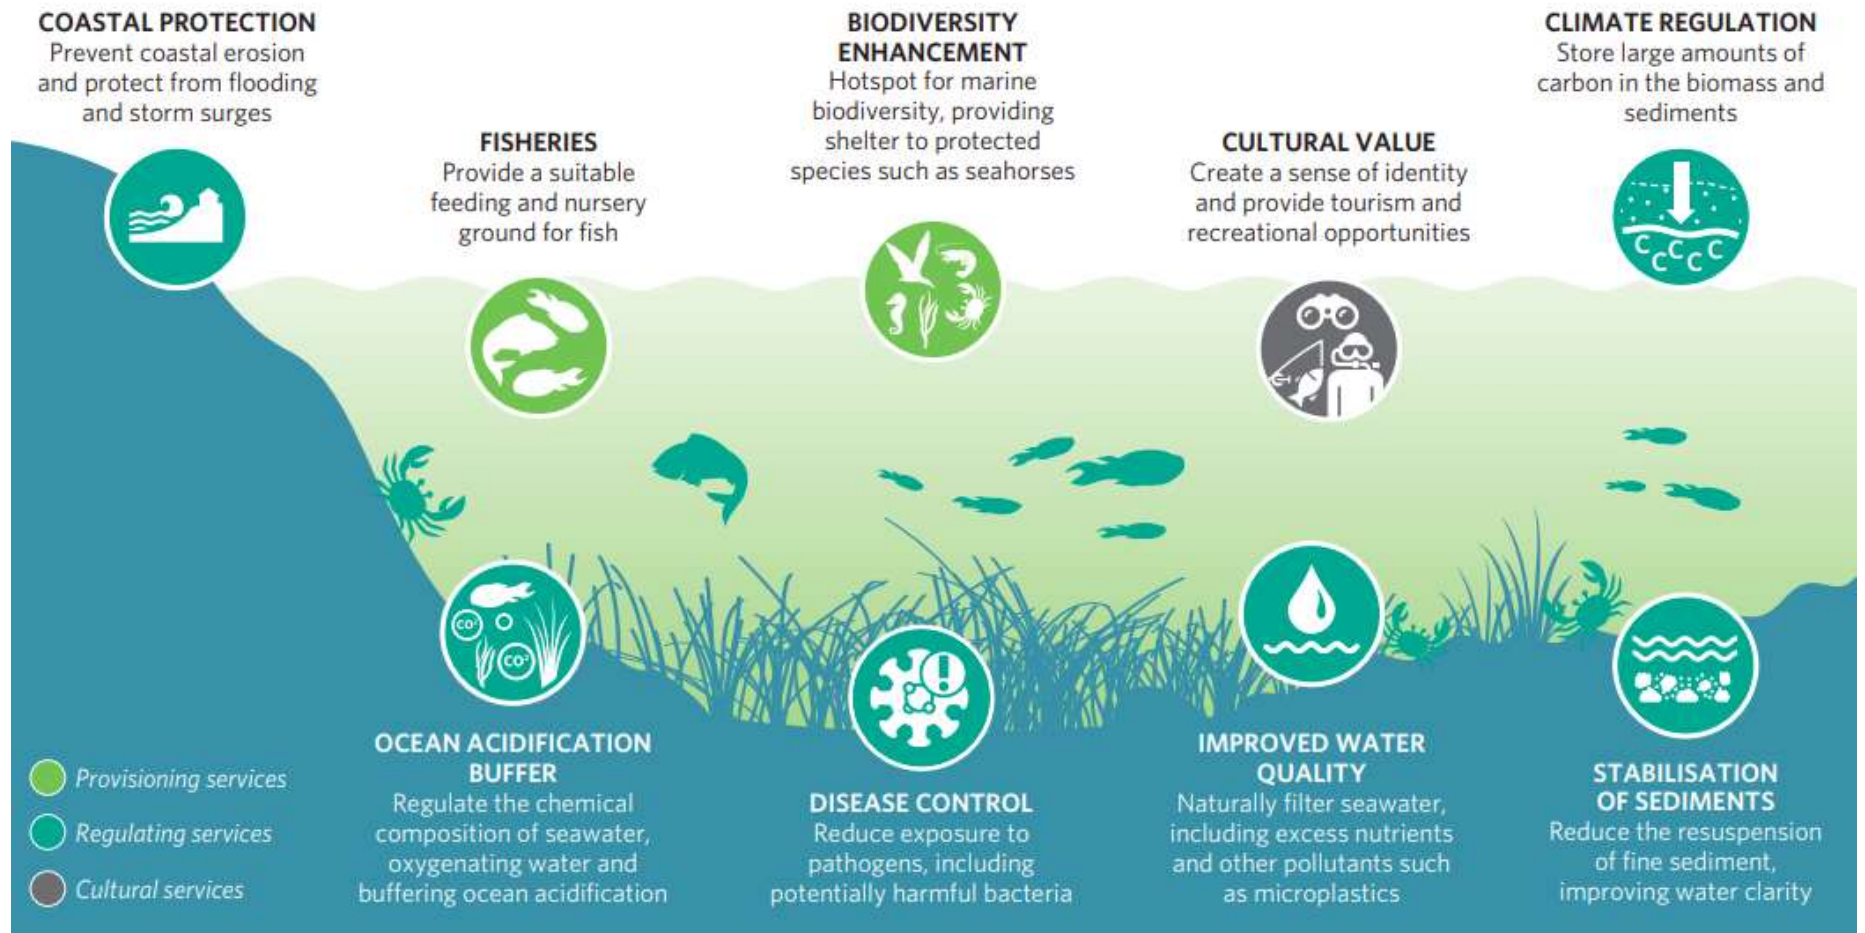 COASTAL PROTECTION
Prevent coastal erosion
and protect from flooding
and storm surges
FISHERIES
Provide a suitable
feeding and nursery
ground for fish
BIODIVERSITY
ENHANCEMENT
Hotspot for marine
biodiversity, providing
shelter to protected
species such as seahorses
CULTURAL VALUE
Create a sense of identity
and provide tourism and
recreational opportunities
CLIMATE REGULATION
Store large amounts of
carbon in the biomass and
sediments
C C C C C
CO²
CO²
OCEAN ACIDIFICATION
BUFFER
Regulate the chemical
composition of seawater,
oxygenating water and
buffering ocean acidification
DISEASE CONTROL
Reduce exposure to
pathogens, including
potentially harmful bacteria
IMPROVED WATER
QUALITY
Naturally filter seawater,
including excess nutrients
and other pollutants such
as microplastics
STABILISATION
OF SEDIMENTS
Reduce the resuspension
of fine sediment,
improving water clarity
Provisioning services
Regulating services
Cultural services